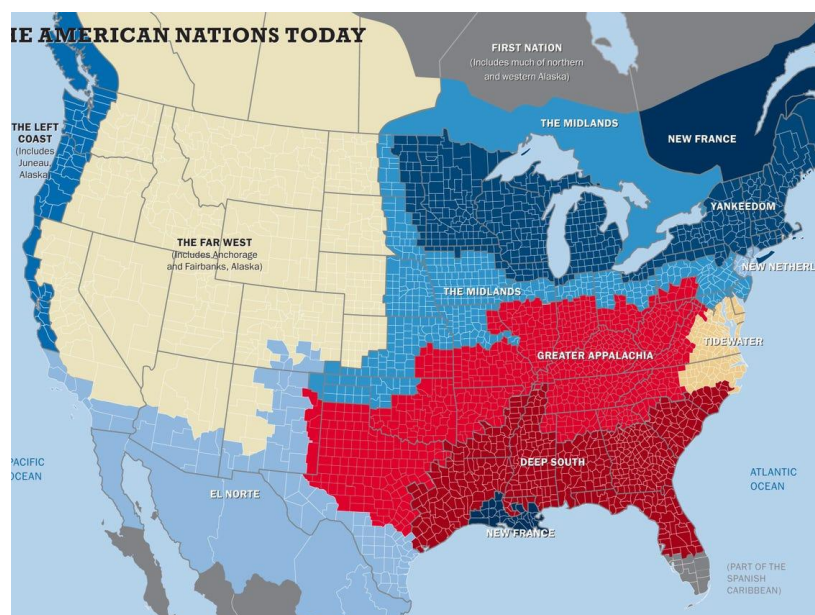 HE AMERICAN NATIONS TODAY
FIRST NATION
(Includes much of northern
and western Alaska)
THE MIDLANDS
NEW FRANCE
THE LEFT
COAST
(Includes
Juneau,
Alaska)
YANKEEDOM
THE FAR WEST
(Includes Anchorage
and Fairbanks, Alaska)
NEW NETHERL
THE MIDLANDS
TIDEWATER
GREATER APPALACHIA
DEEP SOUTH
PACIFIC
OCEAN
ATLANTIC
OCEAN
EL NORTE
NEW FRANCE
(PART OF THE
SPANISH
CARIBBEAN)